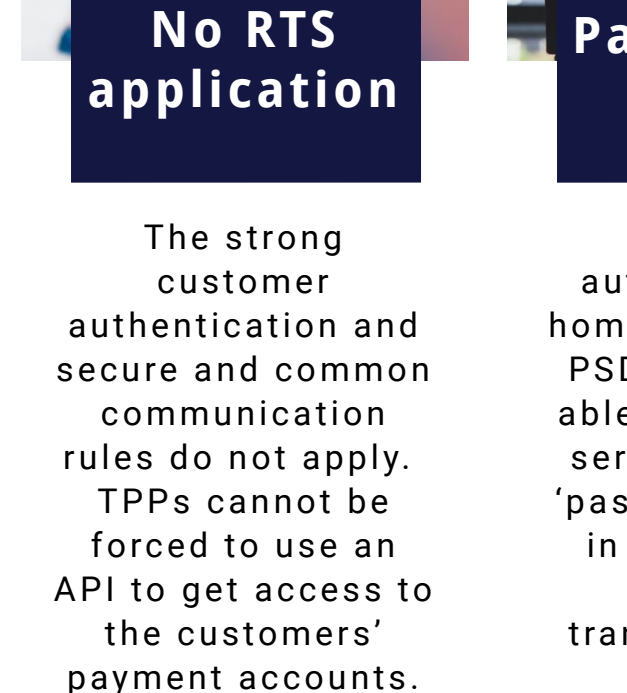 No RTS
application
The strong
customer
authentication and
secure and common
communication
rules do not apply.
TPPs cannot be
forced to use an
API to get access to
the customers’
payment accounts.
in